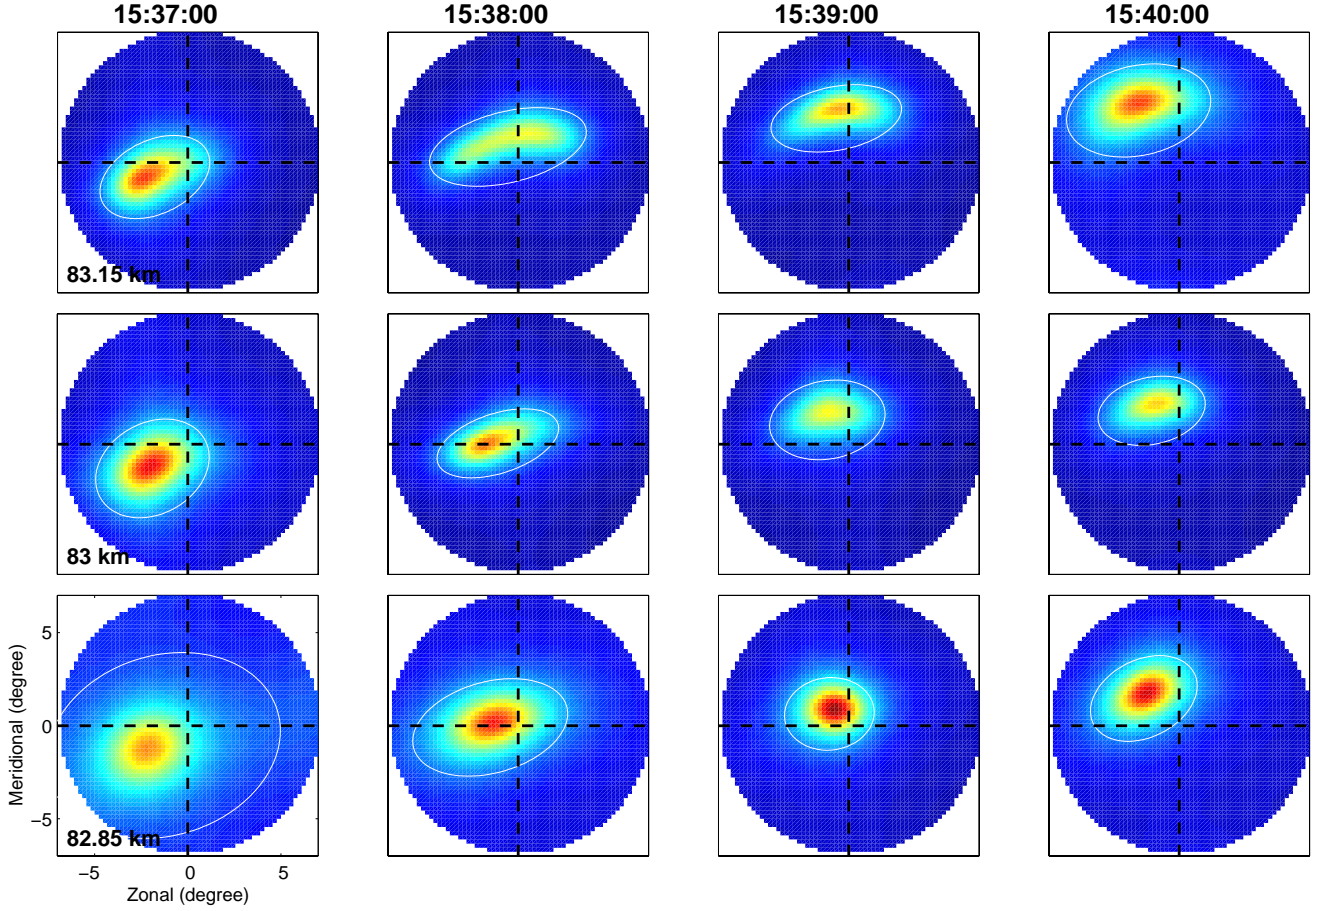 15:37:00 15:38:00 15:39:00 15:40:00
83.15 km
83 km
82.85 km
Meridional (degree)
5
0
−5
−5 0 5
Zonal (degree)